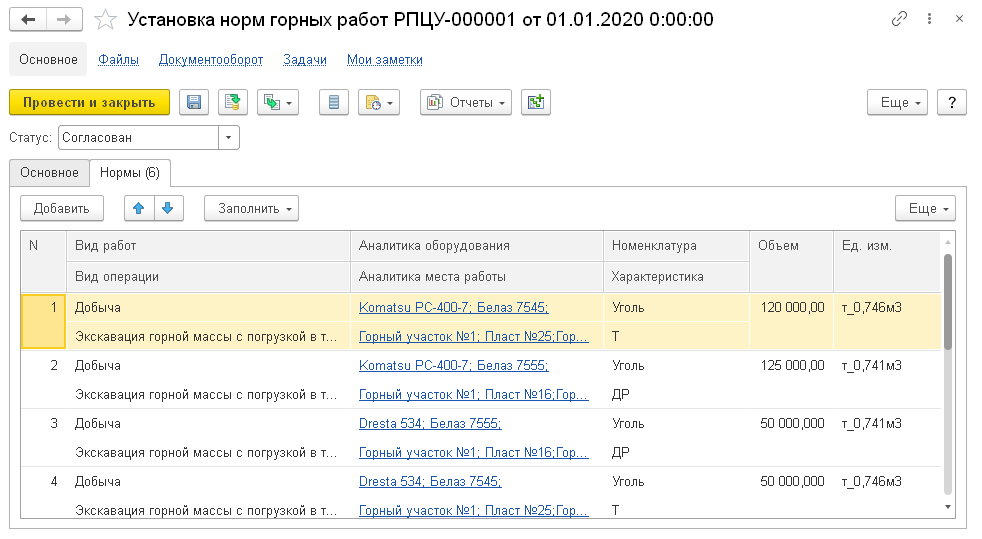 Установка норм горных работ РПЦУ-000001 от 01.01.2020 0:00:00
Основное Файлы Документооборот Задачи Мои заметки
Провести и закрыть Отчеты Еще ?
Статус: Согласован
Основное Нормы (6)
Добавить Заполнить Еще
N Вид работ Аналитика оборудования Номенклатура Объем Ед. изм.
Вид операции Аналитика места работы Характеристика
1 Добыча Komatsu PC-400-7; Белаз 7545; Уголь 120 000,00 т_0,746м3
Экскавация горной массы с погрузкой в т... Горный участок №1; Пласт №25;Гор... Т
2 Добыча Komatsu PC-400-7; Белаз 7555; Уголь 125 000,00 т_0,741м3
Экскавация горной массы с погрузкой в т... Горный участок №1; Пласт №16;Гор... ДР
3 Добыча Dresta 534; Белаз 7555; Уголь 50 000,000 т_0,741м3
Экскавация горной массы с погрузкой в т... Горный участок №1; Пласт №16;Гор... ДР
4 Добыча Dresta 534; Белаз 7545; Уголь 50 000,000 т_0,746м3
Экскавация горной массы с погрузкой в т... Горный участок №1; Пласт №25;Гор... Т